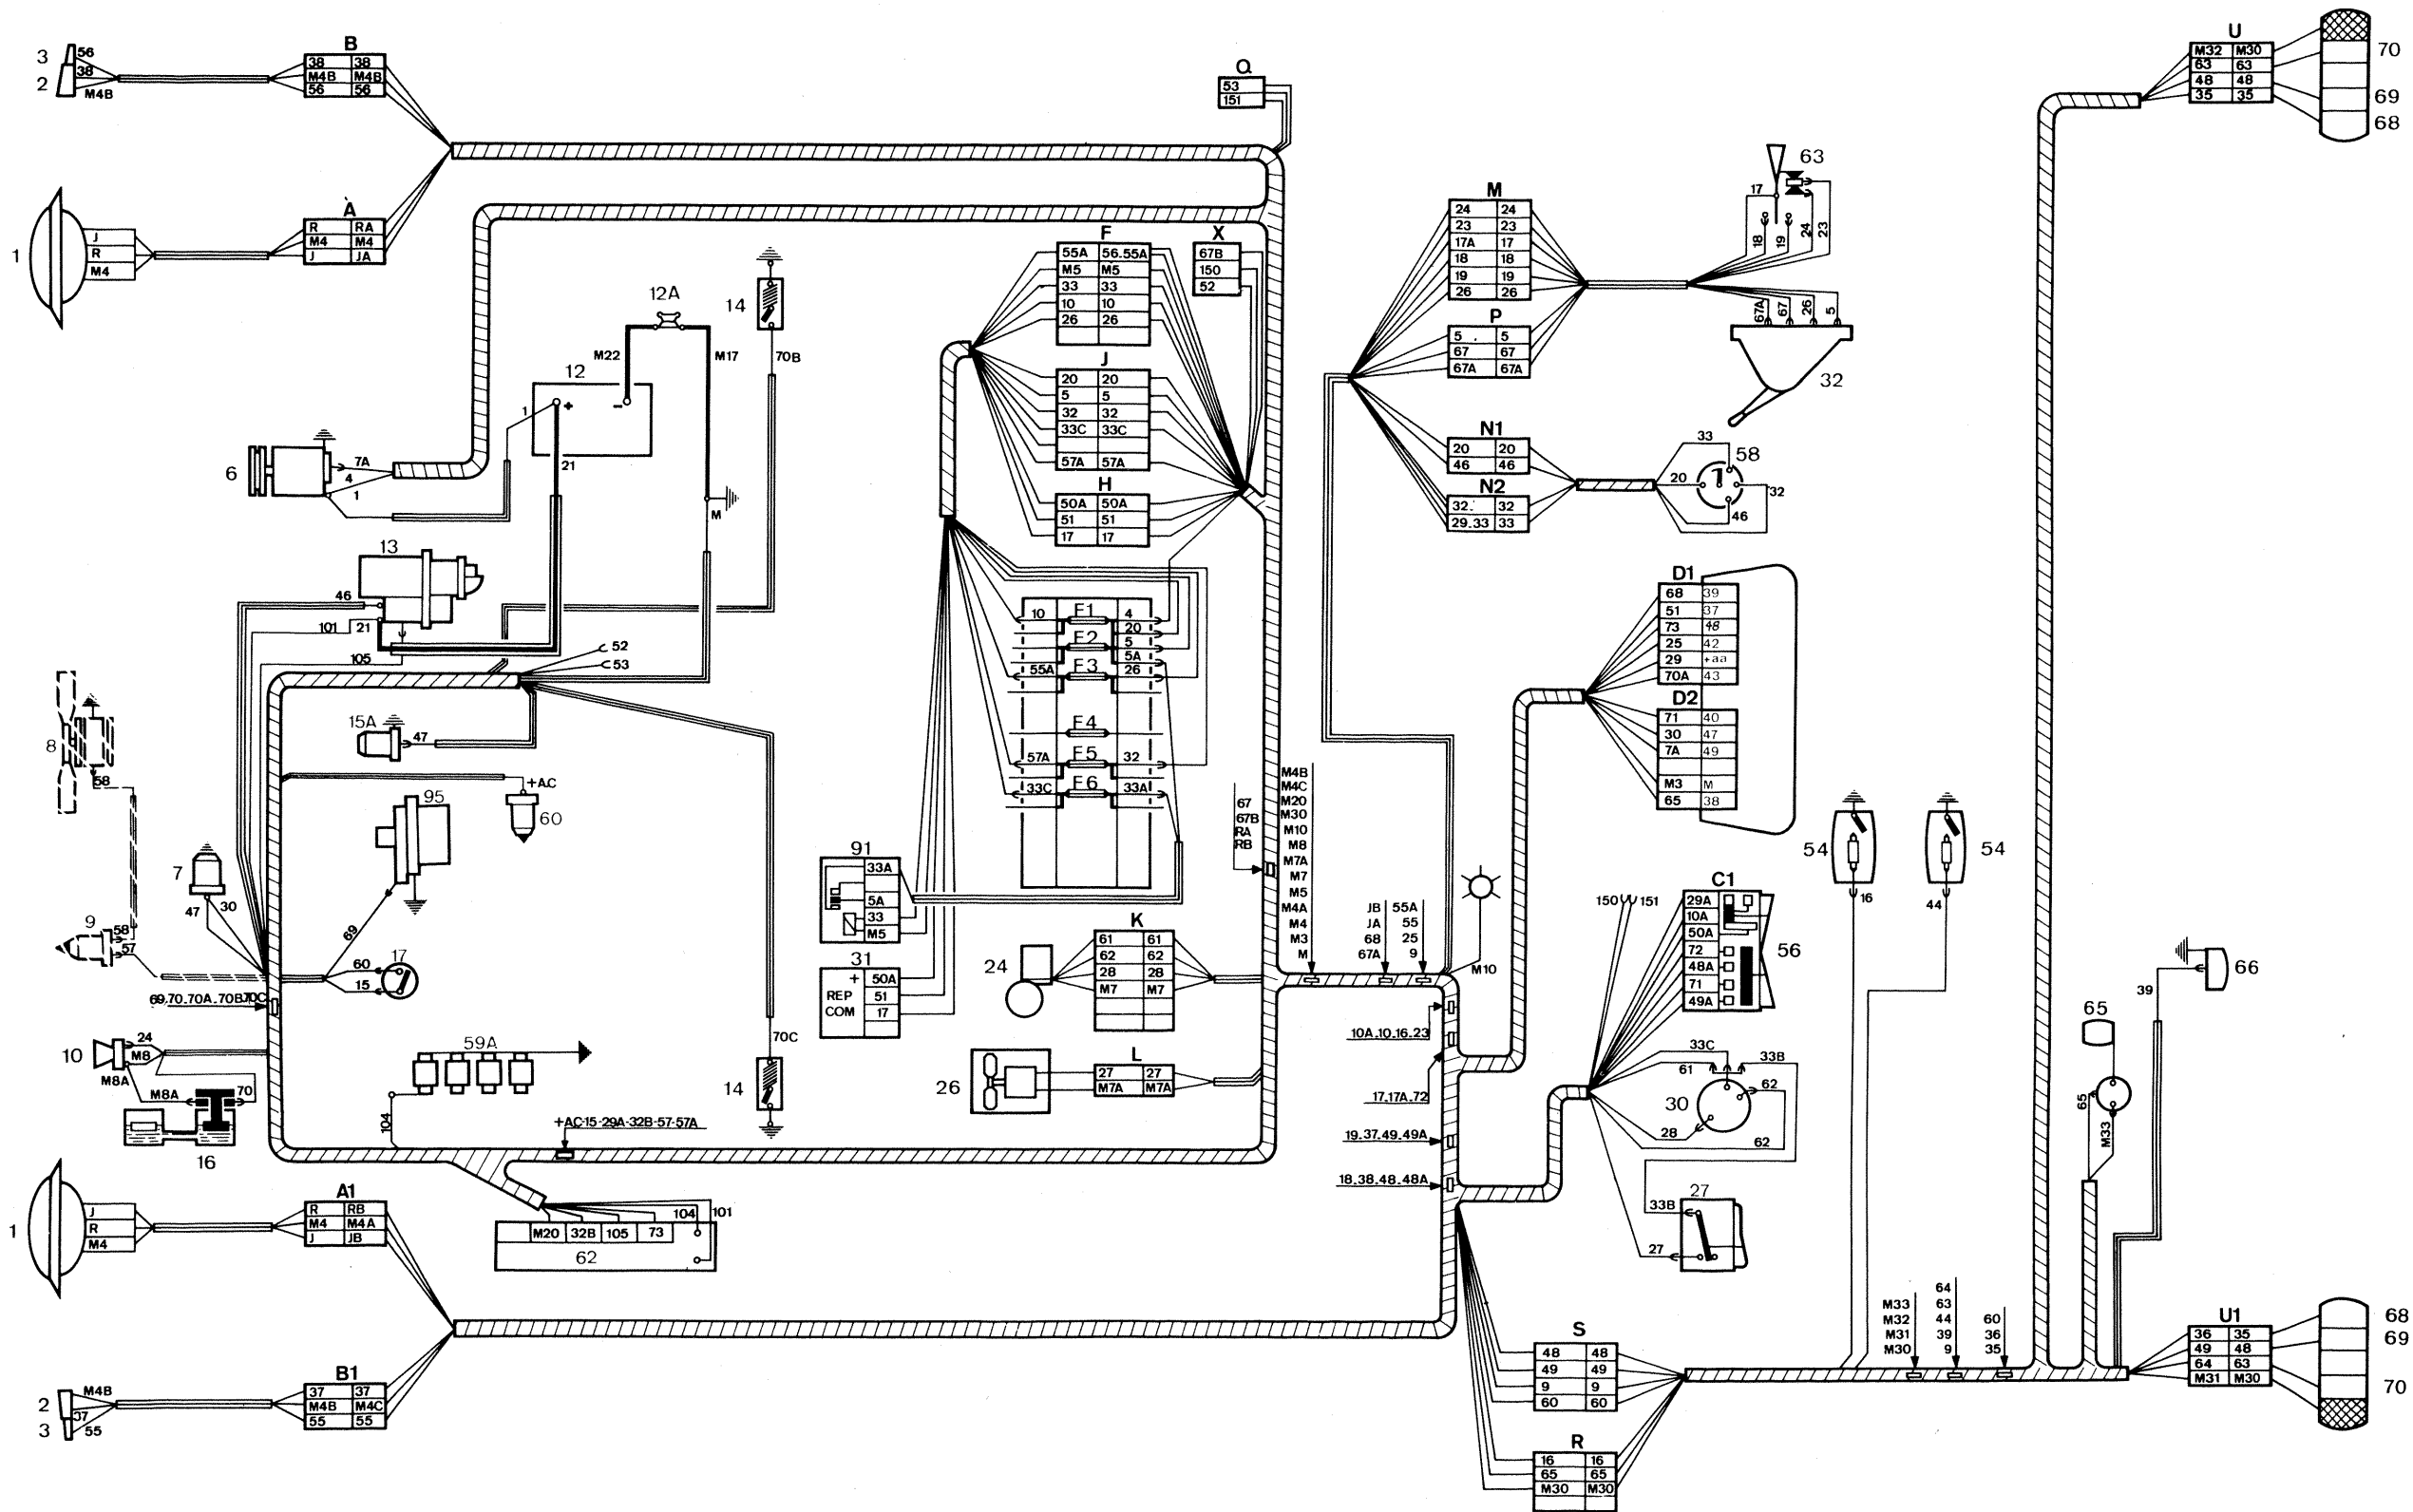 3
56
38
2
M4B
B
38 38
M4B M4B
56 56
1
J
R
M4
A
R RA
M4 M4
J JA
Q
53
151
U
M32 M30
63 63
48 48
35 35
70
69
68
M
24 24
23 23
17A 17
18 18
19 19
26 26
P
5 5
67 67
67A 67A
63
17
18
19
24
23
67A
67
26
5
32
N1
20 20
46 46
N2
32 32
29.33 33
33
58
20
32
46
F
55A 56.55A
M5 M5
33 33
10 10
26 26
X
67B
150
52
J
20 20
5 5
32 32
33C 33C
57A 57A
H
50A 50A
51 51
17 17
14
70B
12A
M22
M17
12
1
+
-
21
M
6
7A
4
1
13
46
101
21
105
52
53
15A
47
8
58
+AC
60
95
7
47
30
9
58
57
69
17
60
15
69.70.70A.70B.70C
10
24
M8
M8A
M8A
70
16
59A
104
70C
14
+AC-15-29A-32B-57-57A
10 F1 4
20
F2 5
5A
55A F3 26
F4
57A F5 32
33C F6 33A
91
33A
5A
33
M5
31
+ 50A
REP 51
COM 17
24
K
61 61
62 62
28 28
M7 M7
26
L
27 27
M7A M7A
67
67B
RA
RB
M4B
M4C
M20
M30
M10
M8
M7A
M7
M5
M4A
M4
M3
M
JB
JA
68
67A
55A
55
25
9
M10
10A.10.16.23
17.17A.72
19.37.49.49A
18.38.48.48A
D1
68 39
51 37
73 48
25 42
29 +aa
70A 43
D2
71 40
30 47
7A 49
M3 M
65 38
150
151
C1
29A
10A
50A
72
48A
71
49A
56
33C
33B
61
62
30
28
62
27
33B
27
54
16
54
44
65
65
M33
66
39
1
J
R
M4
A1
R RB
M4 M4A
J JB
M20 32B 105 73
104
101
62
2
3
M4B
37
55
B1
37 37
M4B M4C
55 55
S
48 48
49 49
9 9
60 60
R
16 16
65 65
M30 M30
M33
M32
M31
M30
64
63
44
39
9
60
36
35
U1
36 35
49 48
64 63
M31 M30
68
69
70